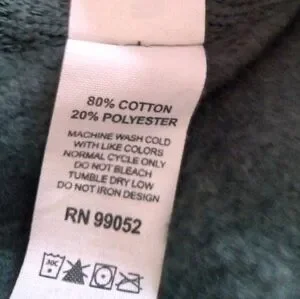 80% COTTON
20% POLYESTER
MACHINE WASH COLD
WITH LIKE COLORS
NORMAL CYCLE ONLY
DO NOT BLEACH
TUMBLE DRY LOW
DO NOT IRON DESIGN
RN 99052